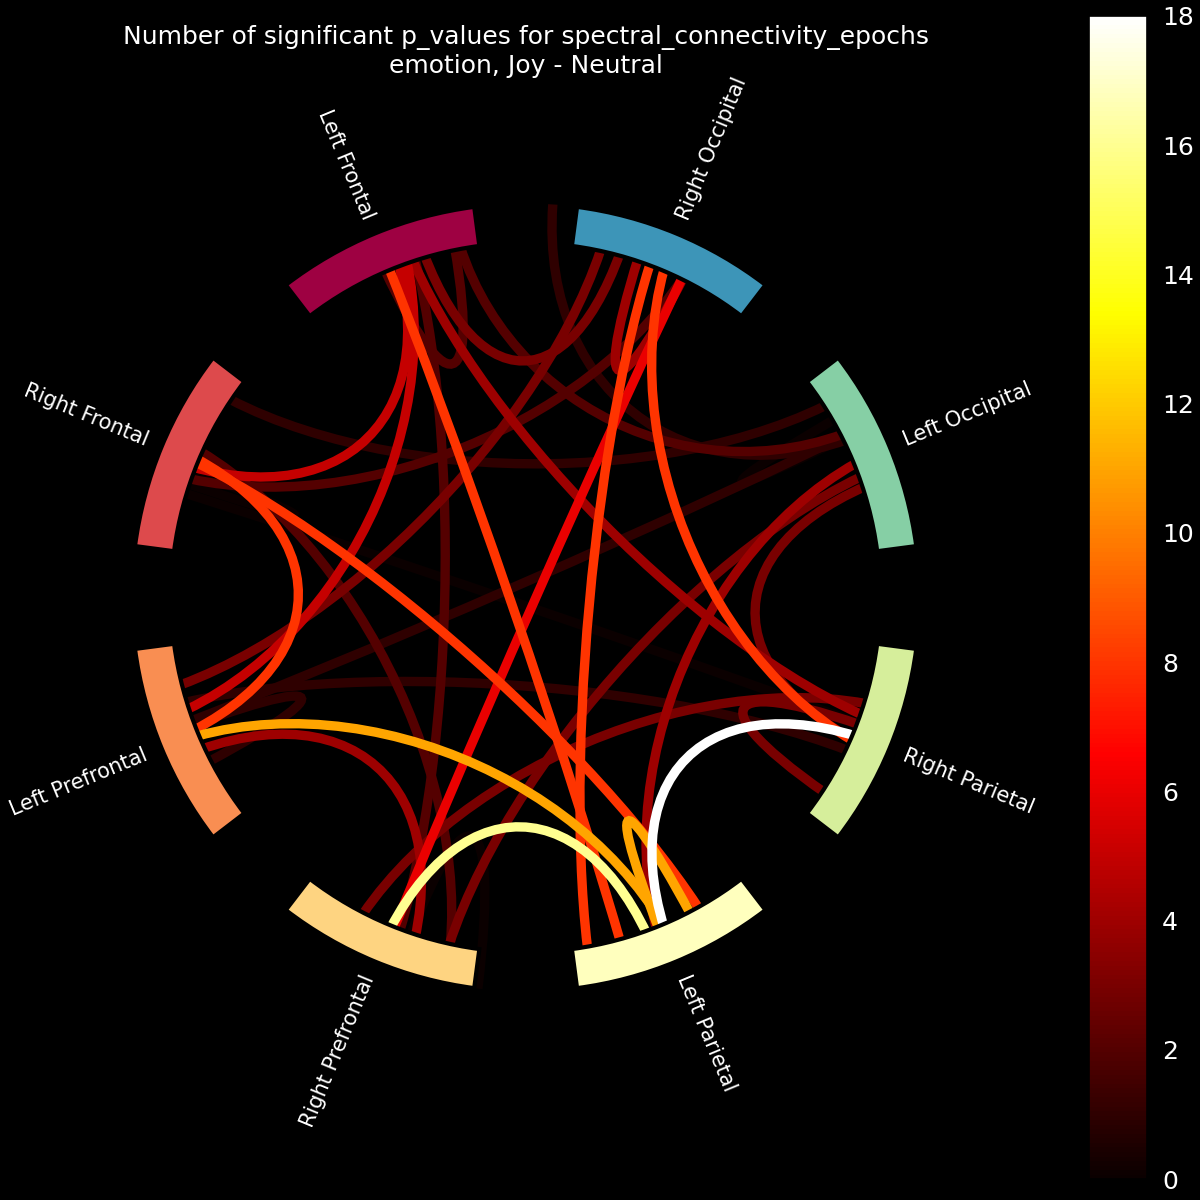 Number of significant p_values for spectral_connectivity_epochs
emotion, Joy - Neutral
Left Frontal
Right Occipital
Right Frontal
Left Occipital
Left Prefrontal
Right Parietal
Right Prefrontal
Left Parietal
18
16
14
12
10
8
6
4
2
0